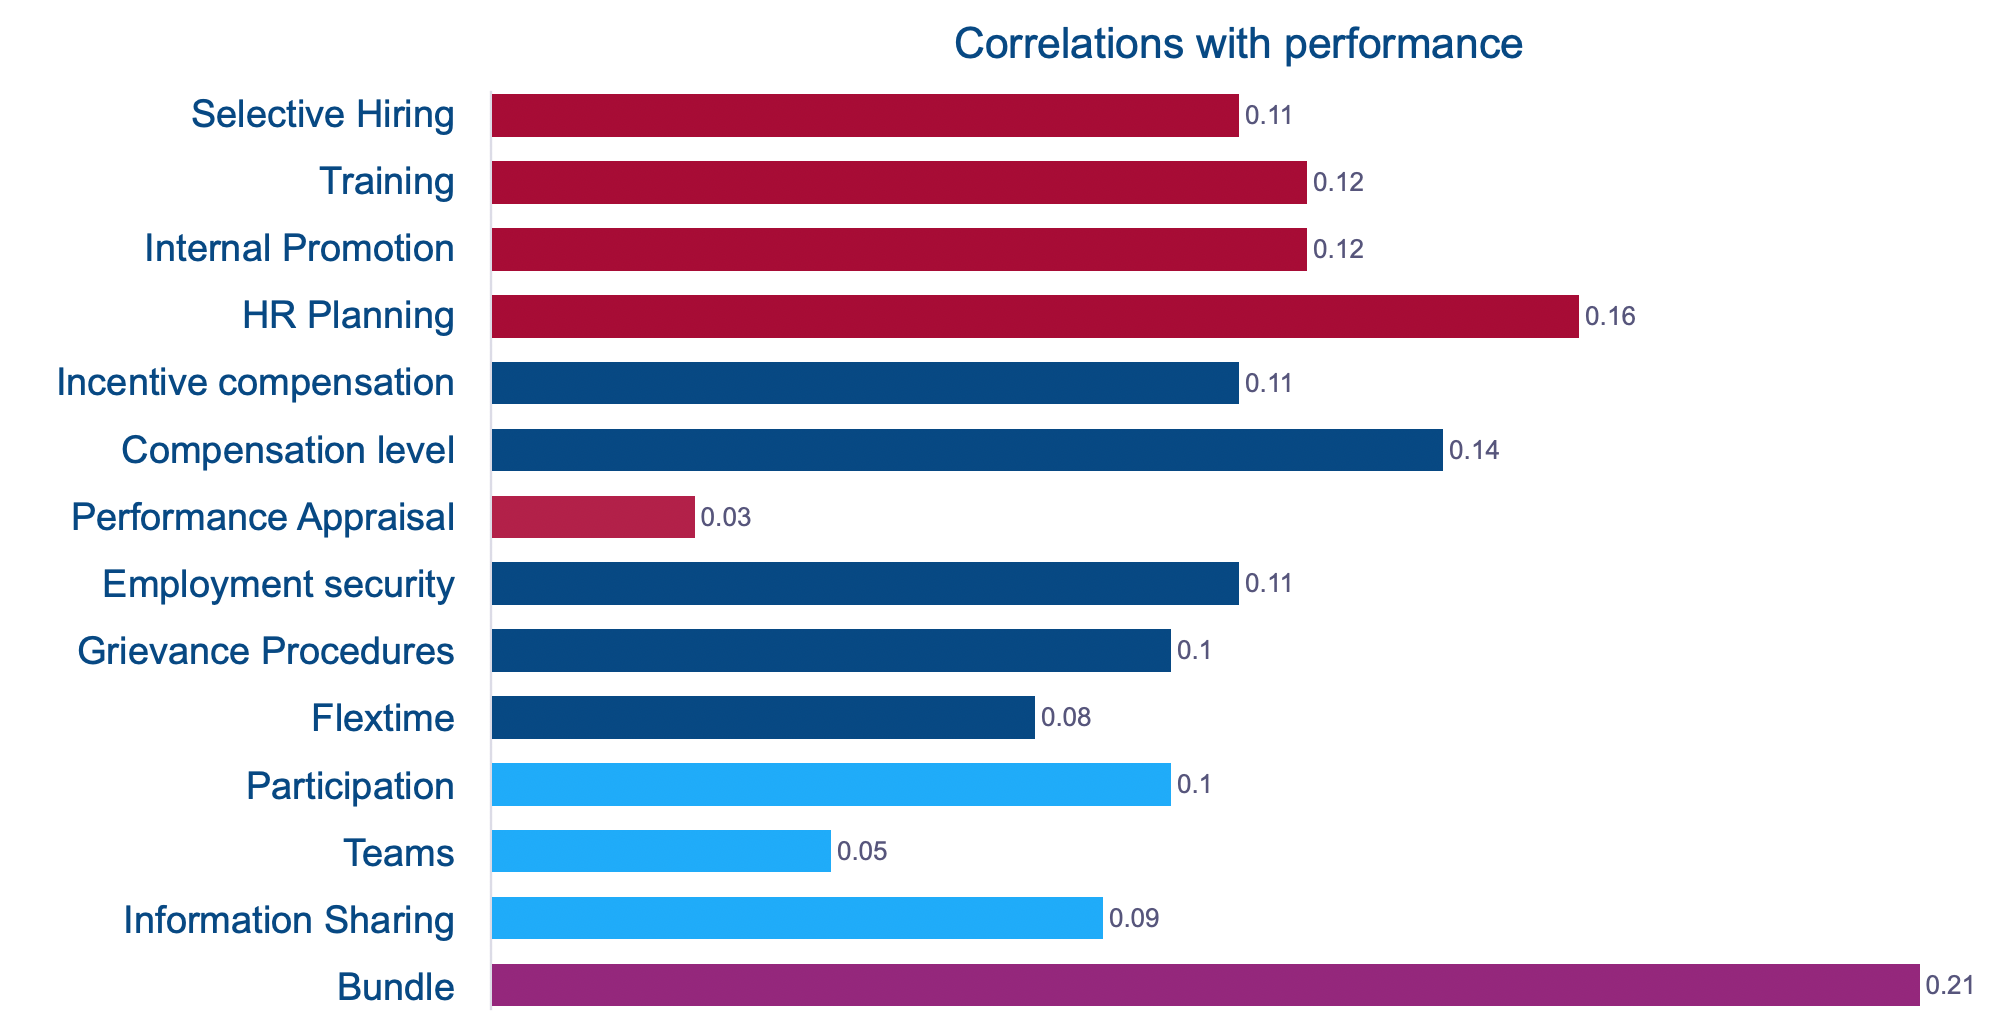 Correlations with performance
Selective Hiring 0.11
Training 0.12
Internal Promotion 0.12
HR Planning 0.16
Incentive compensation 0.11
Compensation level 0.14
Performance Appraisal 0.03
Employment security 0.11
Grievance Procedures 0.1
Flextime 0.08
Participation 0.1
Teams 0.05
Information Sharing 0.09
Bundle 0.21